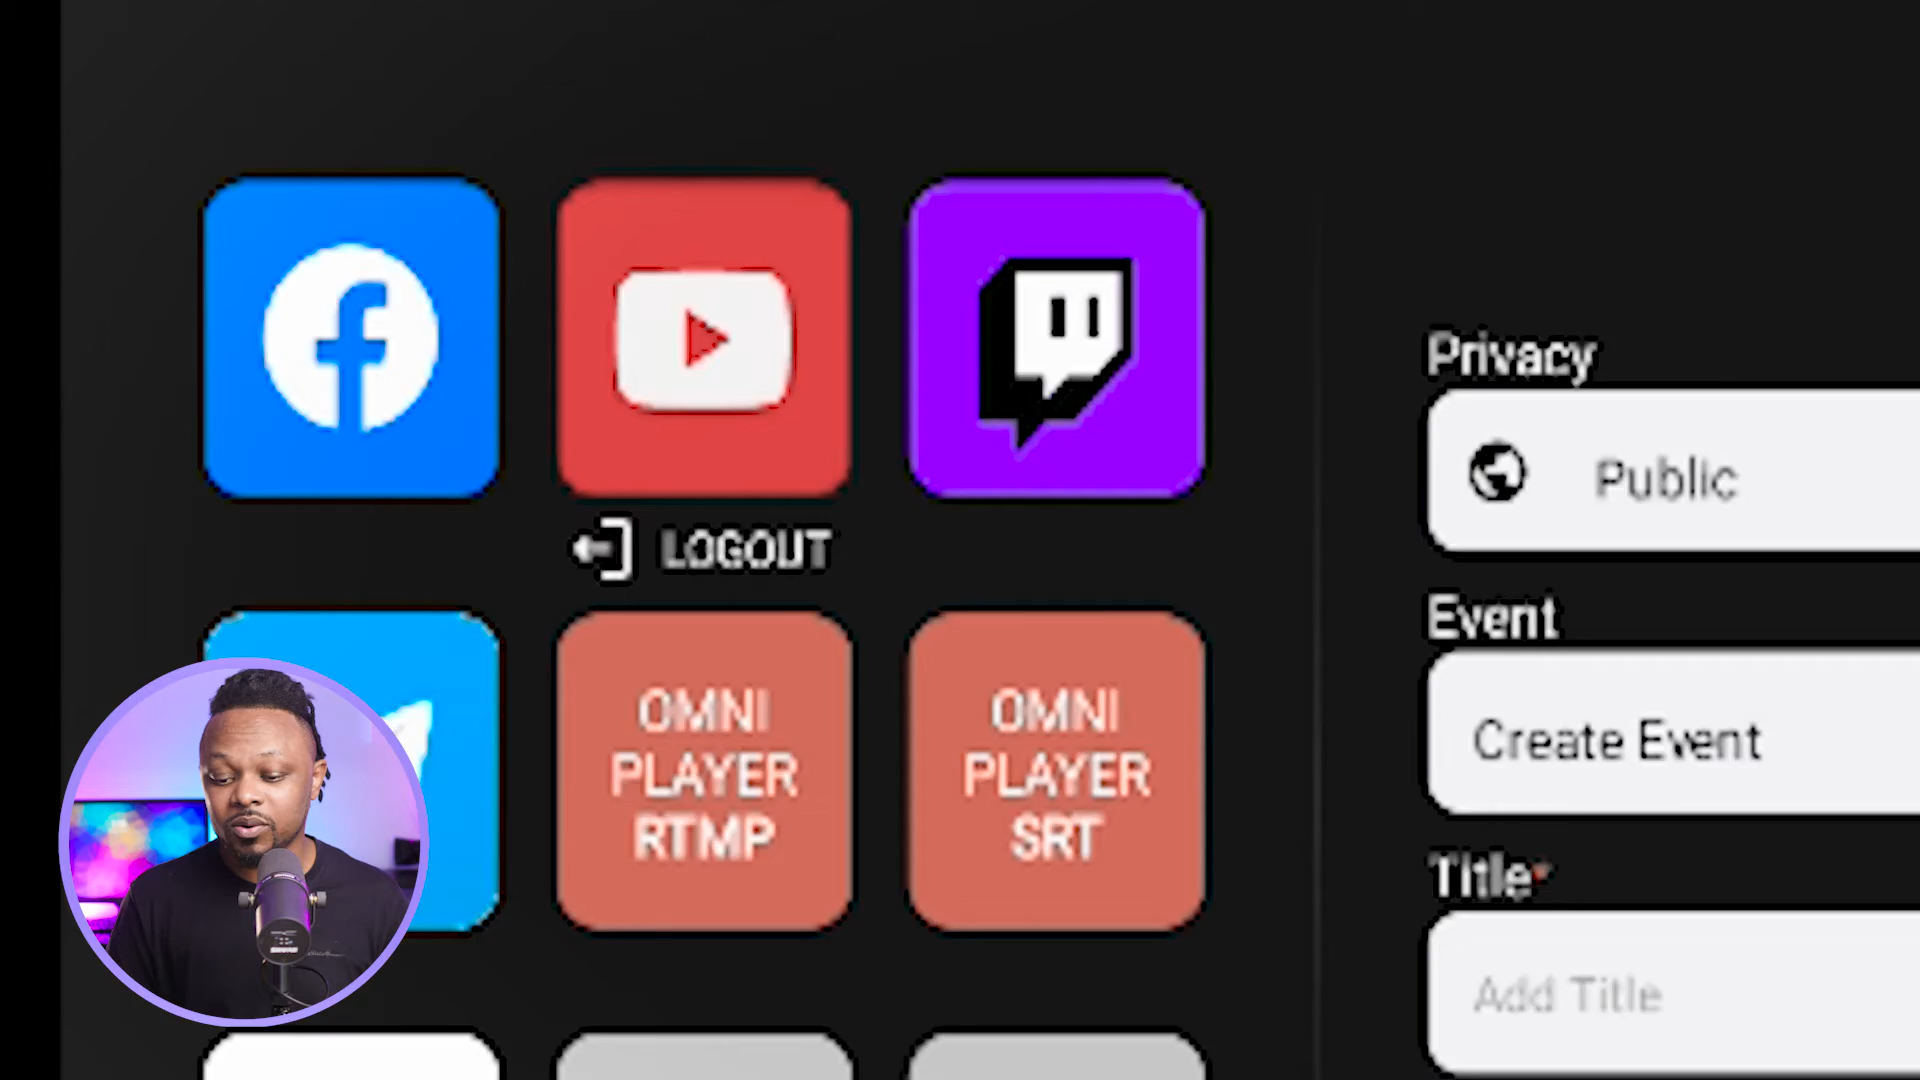 LOGOUT
OMNI
PLAYER
RTMP
OMNI
PLAYER
SRT
Privacy
Public
Event
Create Event
Title*
Add Title